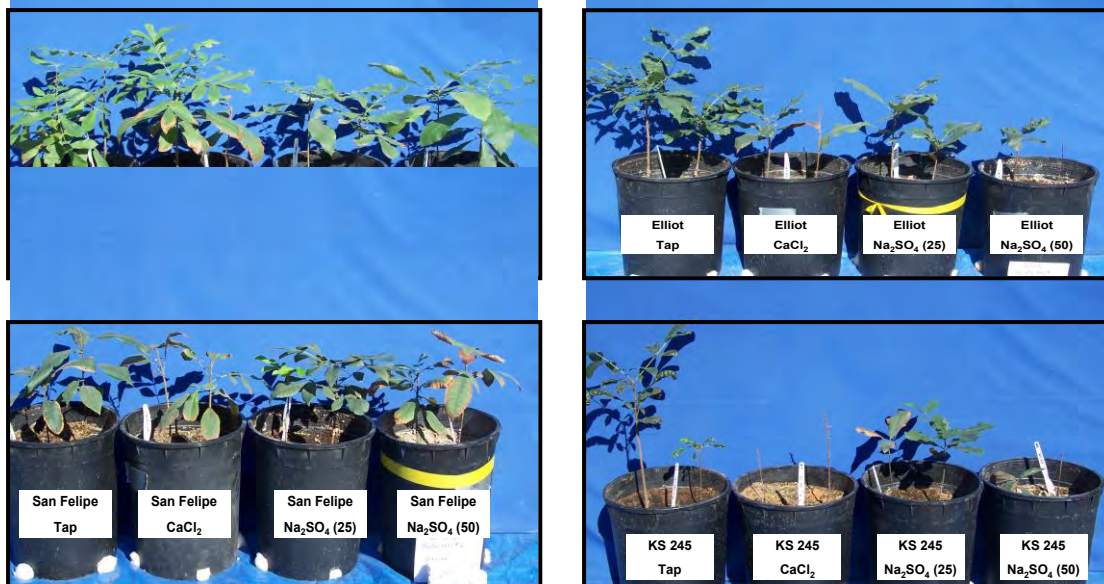 Elliot
Tap
Elliot
CaCl₂
Elliot
Na₂SO₄ (25)
Elliot
Na₂SO₄ (50)
San Felipe
Tap
San Felipe
CaCl₂
San Felipe
Na₂SO₄ (25)
San Felipe
Na₂SO₄ (50)
KS 245
Tap
KS 245
CaCl₂
KS 245
Na₂SO₄ (25)
KS 245
Na₂SO₄ (50)